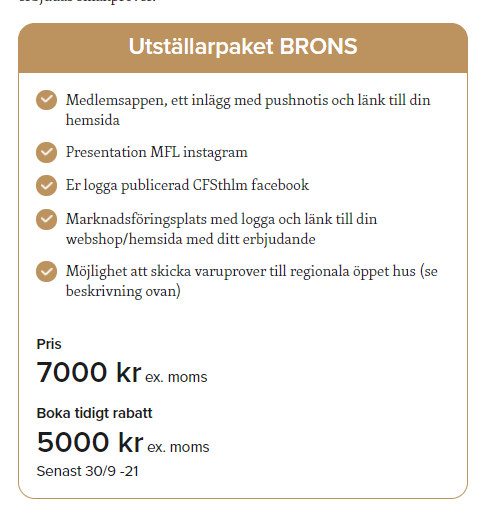 Utställarpaket BRONS
Medlemsappen, ett inlägg med pushnotis och länk till din
hemsida
Presentation MFL instagram
Er logga publicerad CFSthlm facebook
Marknadsföringsplats med logga och länk till din
webshop/hemsida med ditt erbjudande
Möjlighet att skicka varuprover till regionala öppet hus (se
beskrivning ovan)
Pris
7000 kr ex. moms
Boka tidigt rabatt
5000 kr ex. moms
Senast 30/9 -21